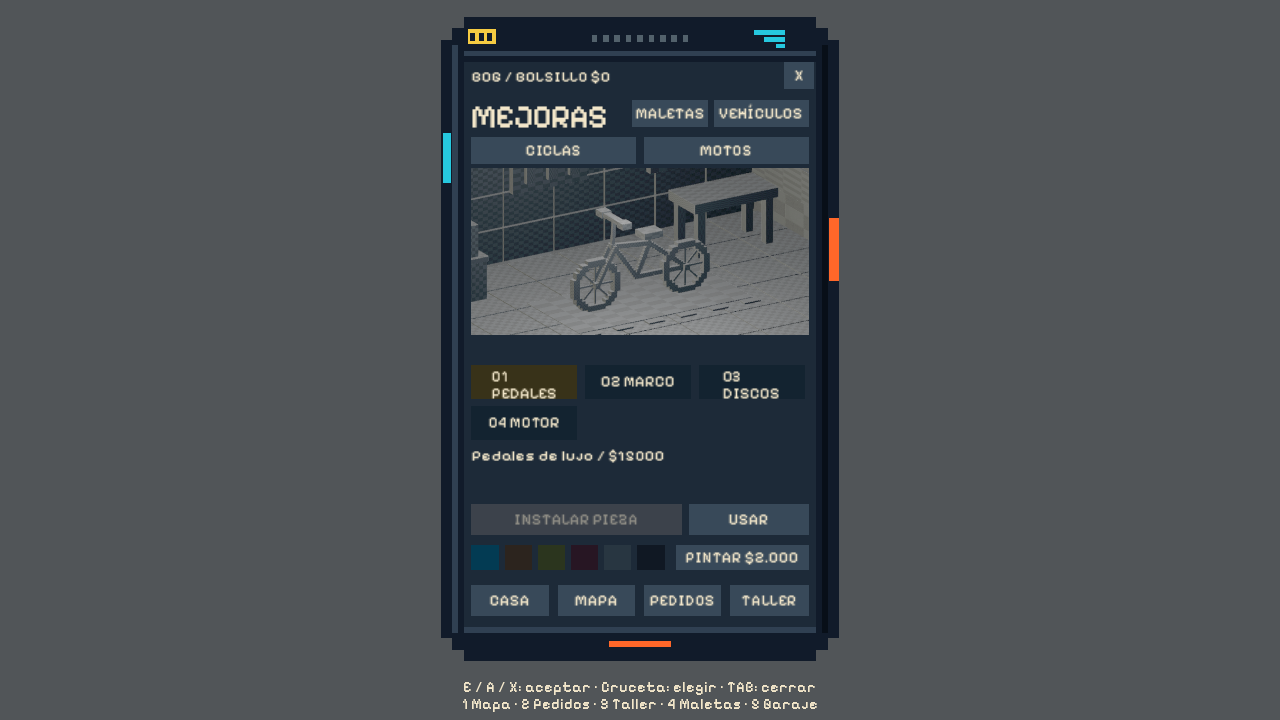 BOG / BOLSILLO $0
X
MEJORAS
MALETAS
VEHÍCULOS
CICLAS
MOTOS
01 PEDALES
02 MARCO
03 DISCOS
04 MOTOR
Pedales de lujo / $18000
INSTALAR PIEZA
USAR
PINTAR $2.000
CASA
MAPA
PEDIDOS
TALLER
E / A / X: aceptar · Cruceta: elegir · TAB: cerrar
1 Mapa · 2 Pedidos · 3 Taller · 4 Maletas · 5 Garaje